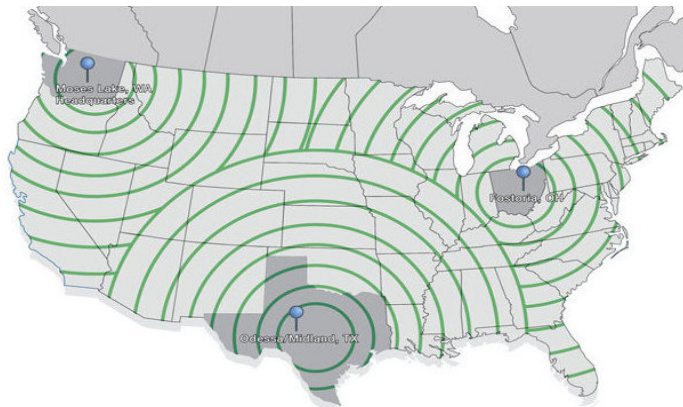 Moses Lake, WA
Headquarters
Fostoria, OH
Odessa/Midland, TX